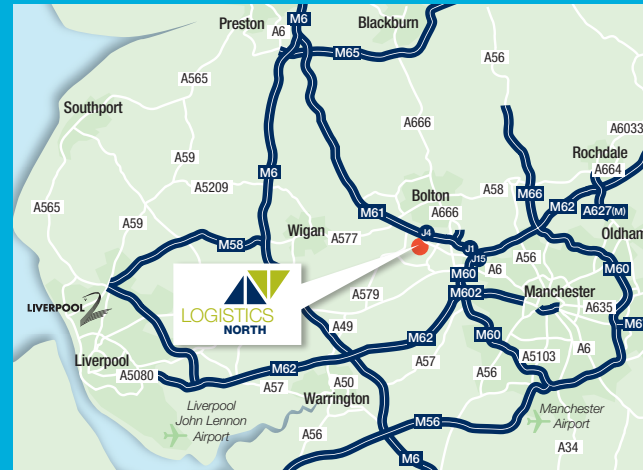 Preston
M6
Blackburn
A6
M65
A56
A565
Southport
A666
A6033
A59
Rochdale
A664
M6
A5209
Bolton
A58
M66
A565
A666
M62
A627(M)
A59
M61
J4
Wigan
A577
Oldham
M58
J1
J15
A56
A6
M60
M60
LIVERPOOL 2
LOGISTICS
NORTH
A579
M602
Manchester
A635
A49
M6
M60
Liverpool
M62
A6
A5103
A5080
M62
A57
A57
A50
A56
Warrington
Liverpool
John Lennon
Airport
M56
Manchester
Airport
A56
A34
M6